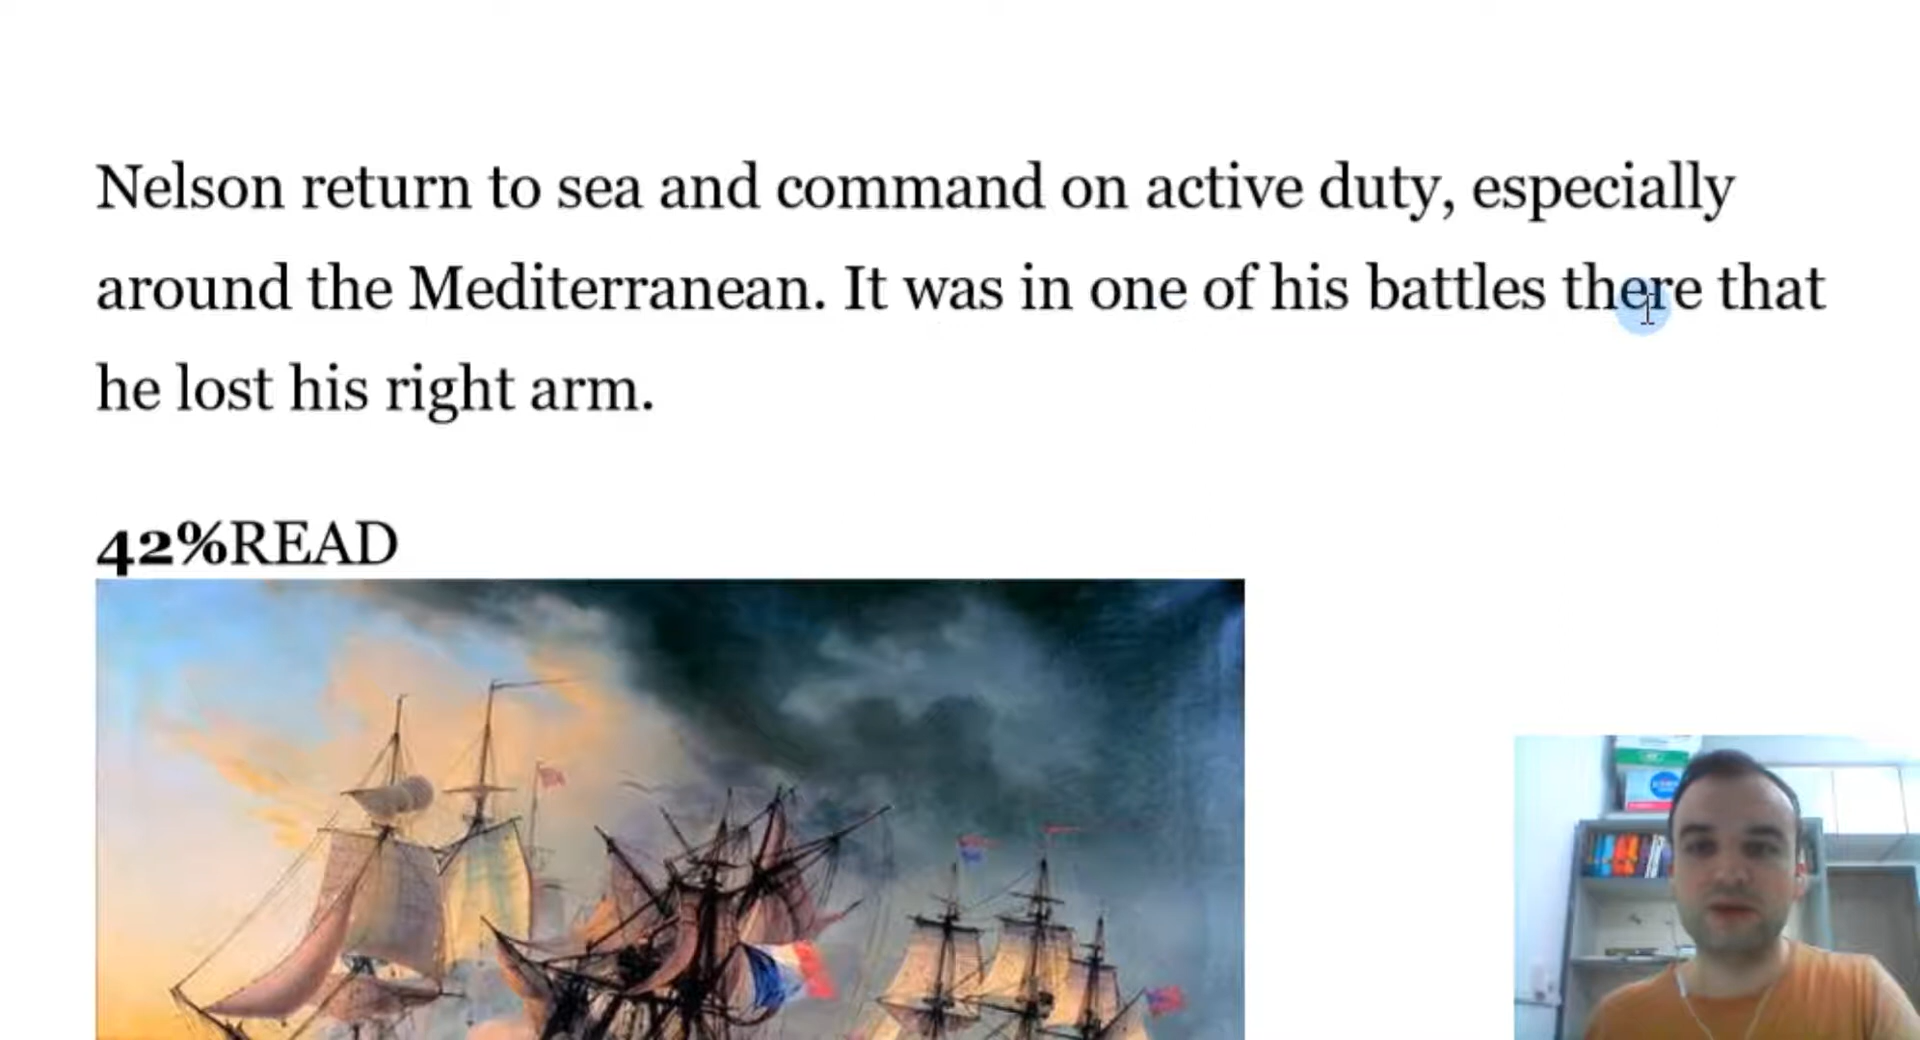 Nelson return to sea and command on active duty, especially
around the Mediterranean. It was in one of his battles there that
he lost his right arm.
42%READ